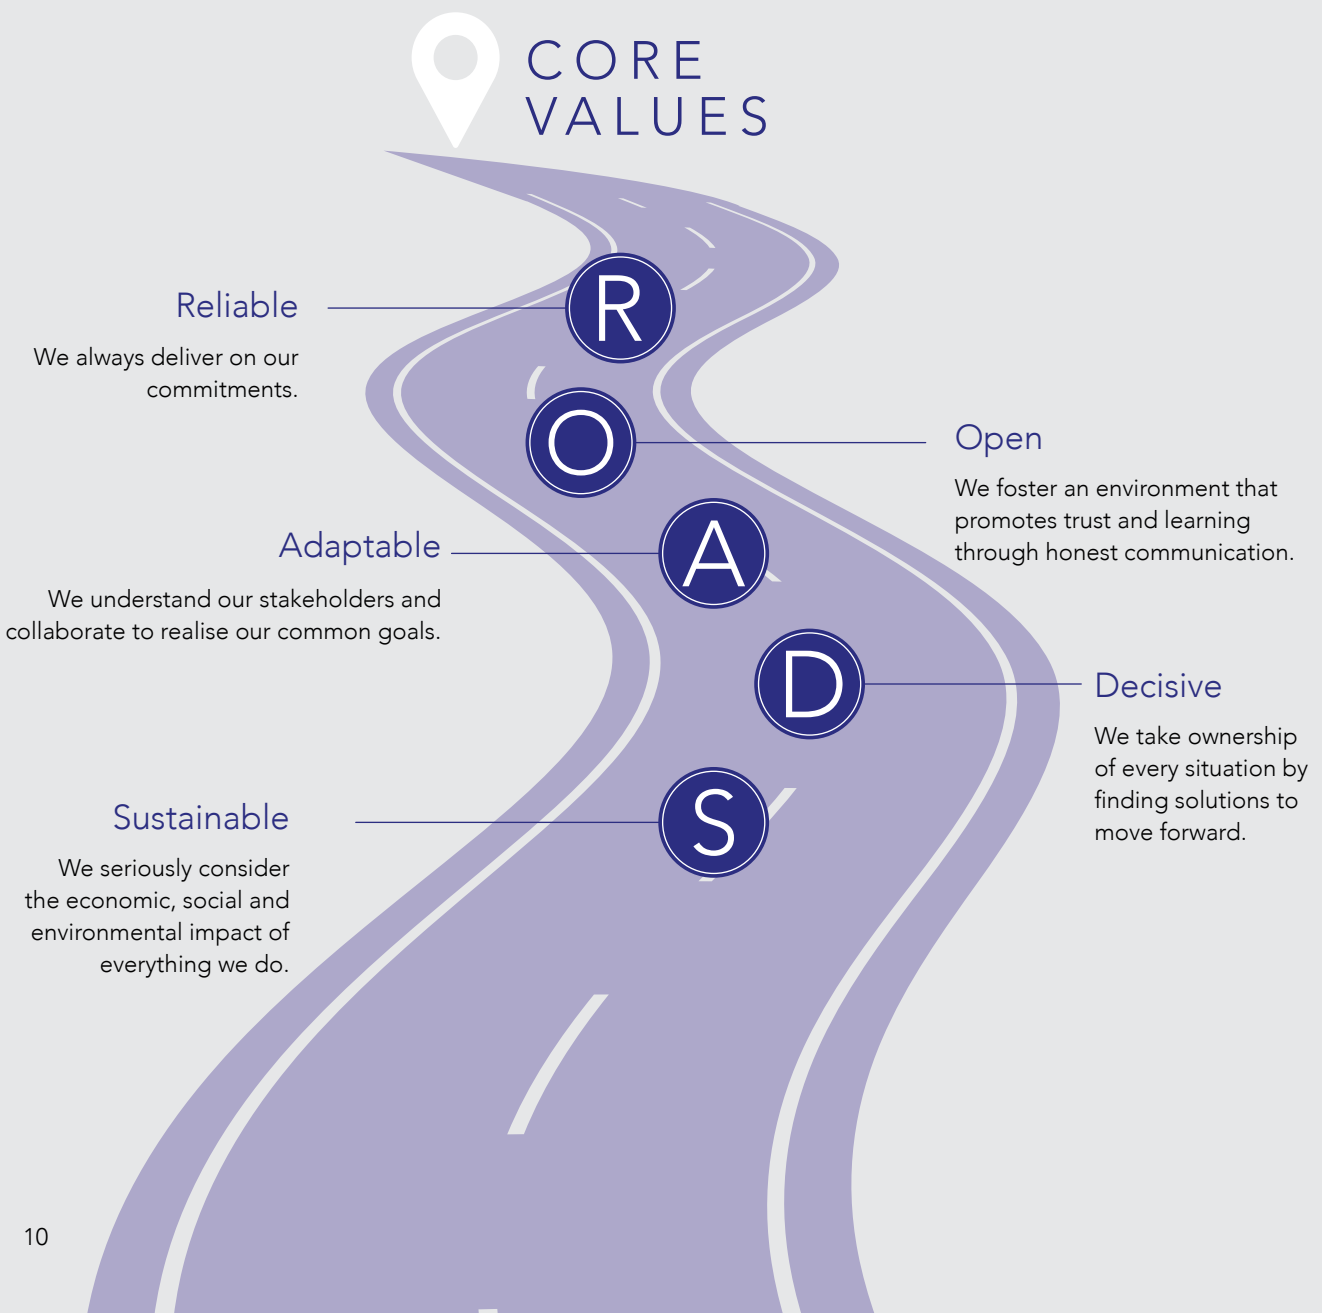 CORE
VALUES
R
Reliable
We always deliver on our
commitments.
O
Open
We foster an environment that
promotes trust and learning
through honest communication.
A
Adaptable
We understand our stakeholders and
collaborate to realise our common goals.
D
Decisive
We take ownership
of every situation by
finding solutions to
move forward.
S
Sustainable
We seriously consider
the economic, social and
environmental impact of
everything we do.
10